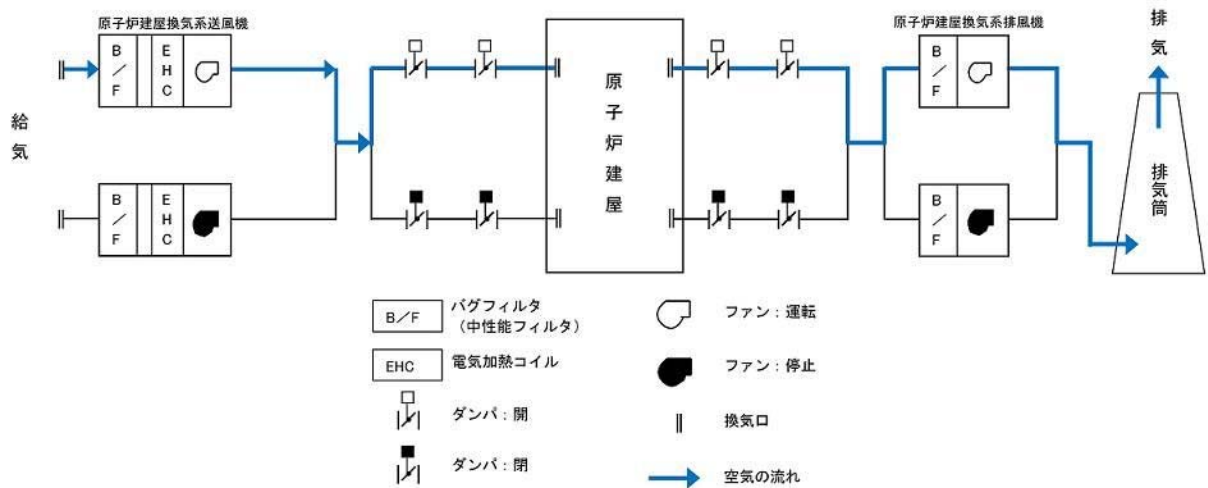 原子炉建屋換気系送風機
B/F
EHC
給気
B/F
EHC
原子炉建屋
原子炉建屋換気系排風機
B/F
B/F
排気
排気筒
B/F
バグフィルタ
(中性能フィルタ)
EHC
電気加熱コイル
ダンパ:開
ダンパ:閉
ファン:運転
ファン:停止
換気口
空気の流れ